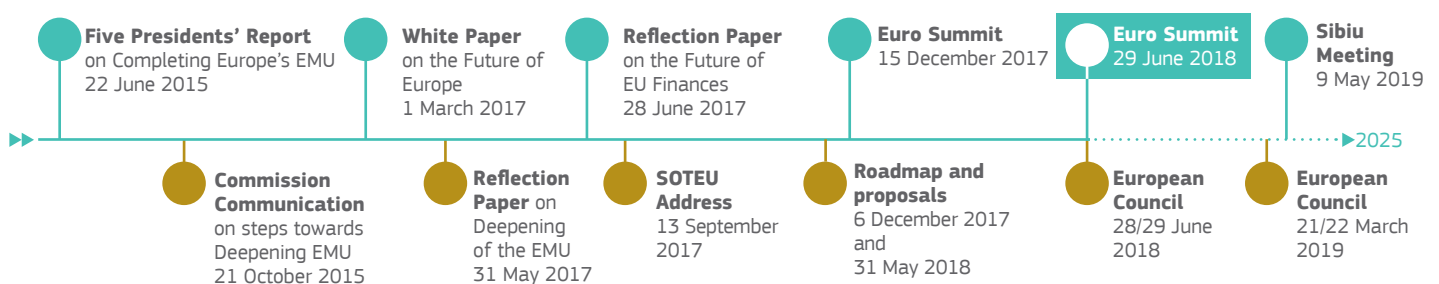 Five Presidents’ Report
on Completing Europe’s EMU
22 June 2015
White Paper
on the Future of
Europe
1 March 2017
Reflection Paper
on the Future of
EU Finances
28 June 2017
Euro Summit
15 December 2017
Euro Summit
29 June 2018
Sibiu
Meeting
9 May 2019
2025
Commission
Communication
on steps towards
Deepening EMU
21 October 2015
Reflection
Paper on
Deepening
of the EMU
31 May 2017
SOTEU
Address
13 September
2017
Roadmap and
proposals
6 December 2017
and
31 May 2018
European
Council
28/29 June
2018
European
Council
21/22 March
2019